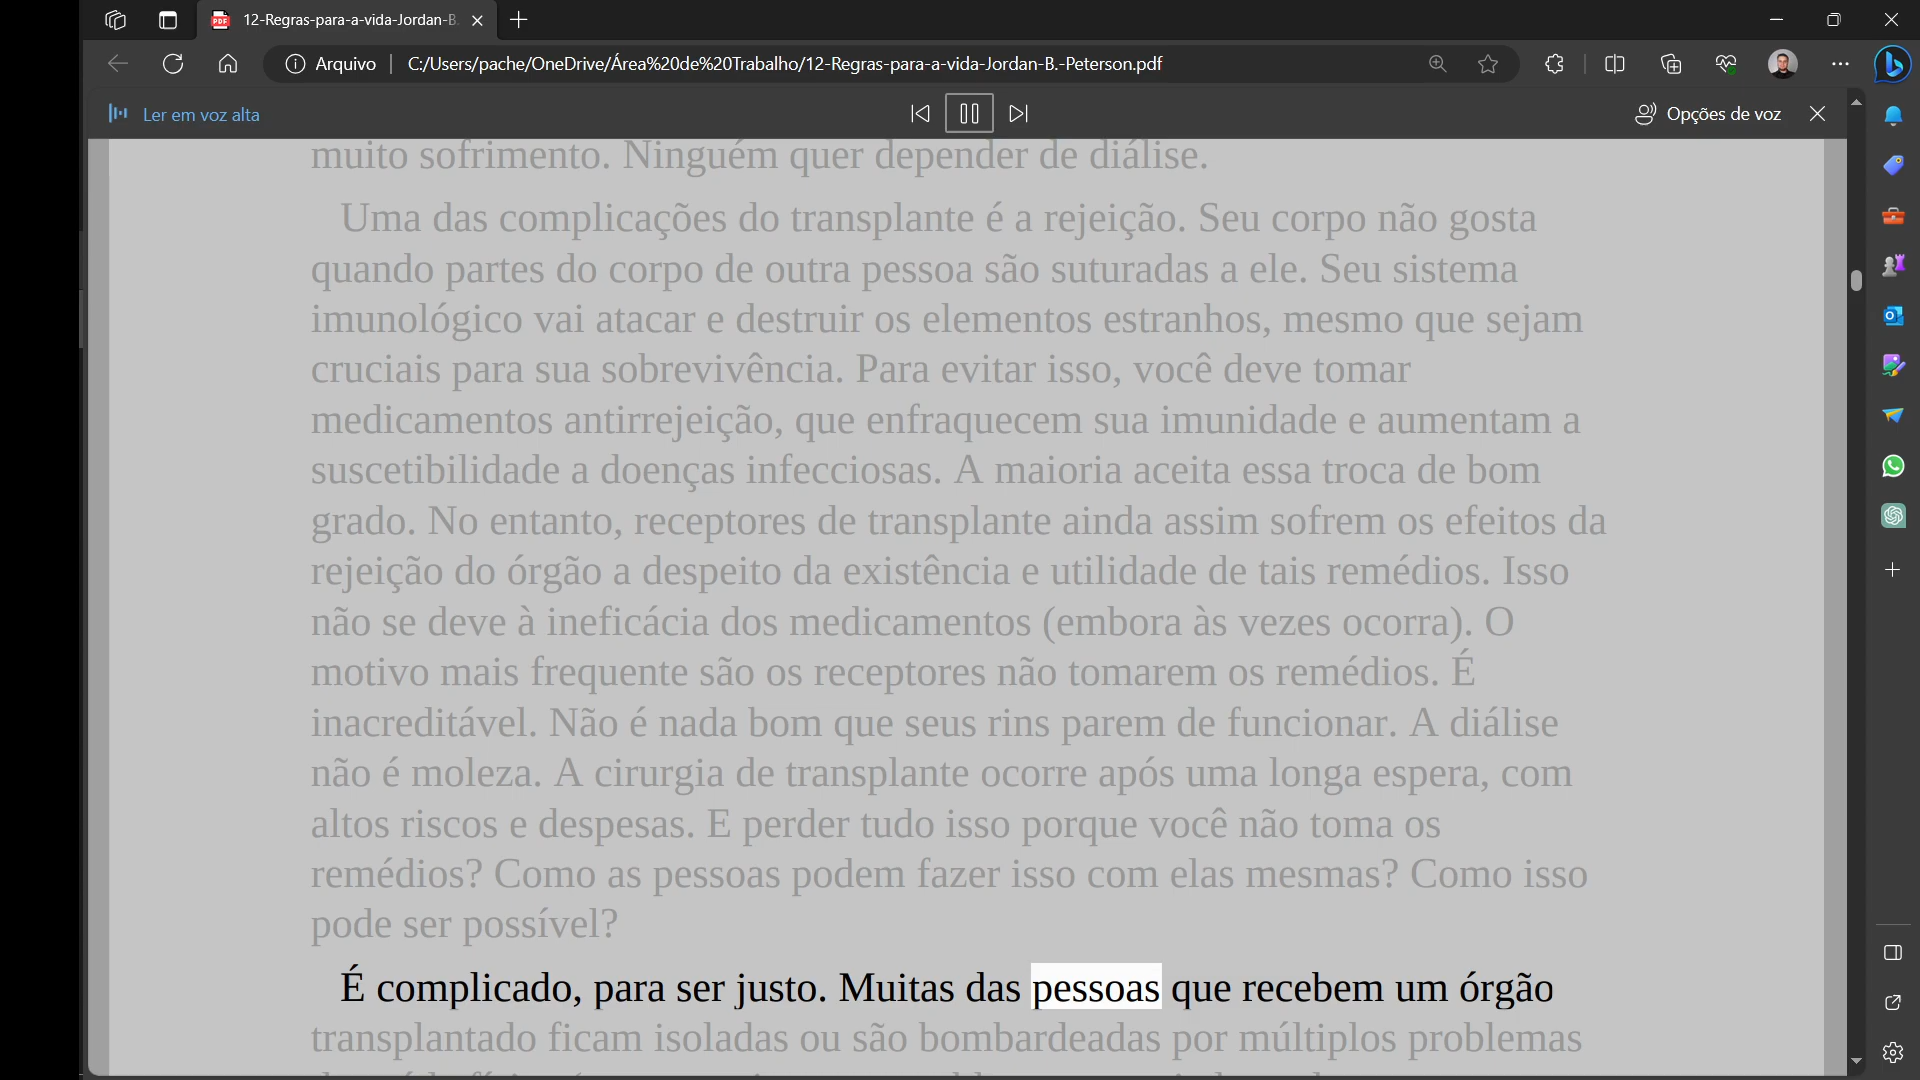 12-Regras-para-a-vida-Jordan-B.
Arquivo
C:/Users/pache/OneDrive/Área%20de%20Trabalho/12-Regras-para-a-vida-Jordan-B.-Peterson.pdf
Ler em voz alta
Opções de voz
muito sofrimento. Ninguém quer depender de diálise.
Uma das complicações do transplante é a rejeição. Seu corpo não gosta
quando partes do corpo de outra pessoa são suturadas a ele. Seu sistema
imunológico vai atacar e destruir os elementos estranhos, mesmo que sejam
cruciais para sua sobrevivência. Para evitar isso, você deve tomar
medicamentos antirrejeição, que enfraquecem sua imunidade e aumentam a
suscetibilidade a doenças infecciosas. A maioria aceita essa troca de bom
grado. No entanto, receptores de transplante ainda assim sofrem os efeitos da
rejeição do órgão a despeito da existência e utilidade de tais remédios. Isso
não se deve à ineficácia dos medicamentos (embora às vezes ocorra). O
motivo mais frequente são os receptores não tomarem os remédios. É
inacreditável. Não é nada bom que seus rins parem de funcionar. A diálise
não é moleza. A cirurgia de transplante ocorre após uma longa espera, com
altos riscos e despesas. E perder tudo isso porque você não toma os
remédios? Como as pessoas podem fazer isso com elas mesmas? Como isso
pode ser possível?
É complicado, para ser justo. Muitas das pessoas que recebem um órgão
transplantado ficam isoladas ou são bombardeadas por múltiplos problemas